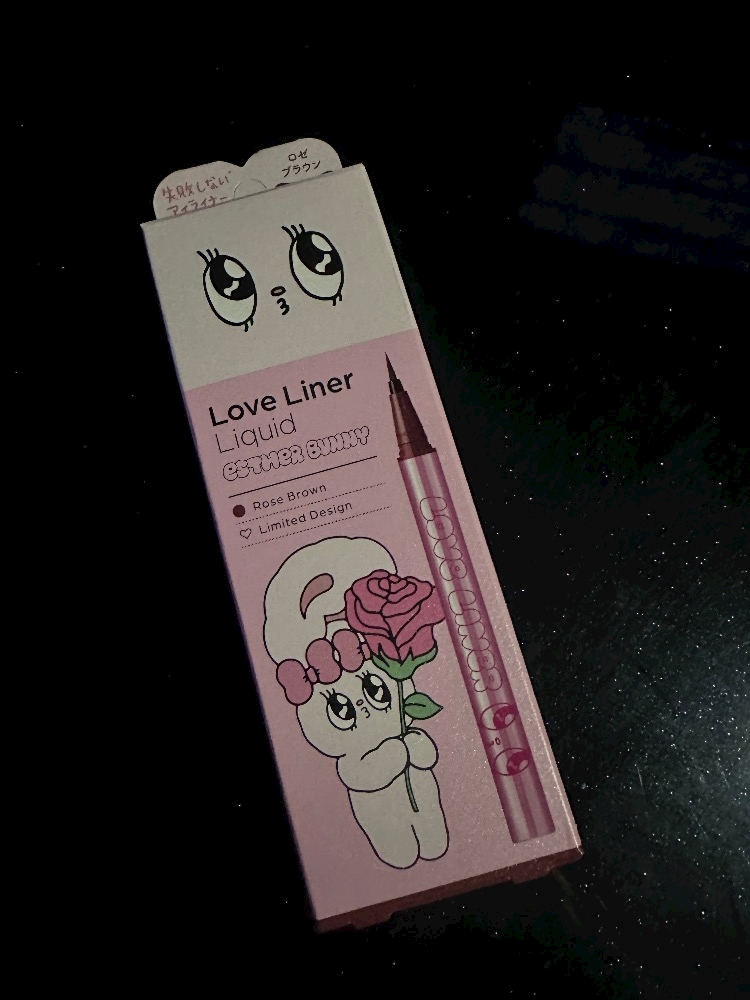 失敗しない
アイライナー
ロゼ
ブラウン
Love Liner
Liquid
ESTHER BUNNY
Rose Brown
Limited Design
LOVE LINER